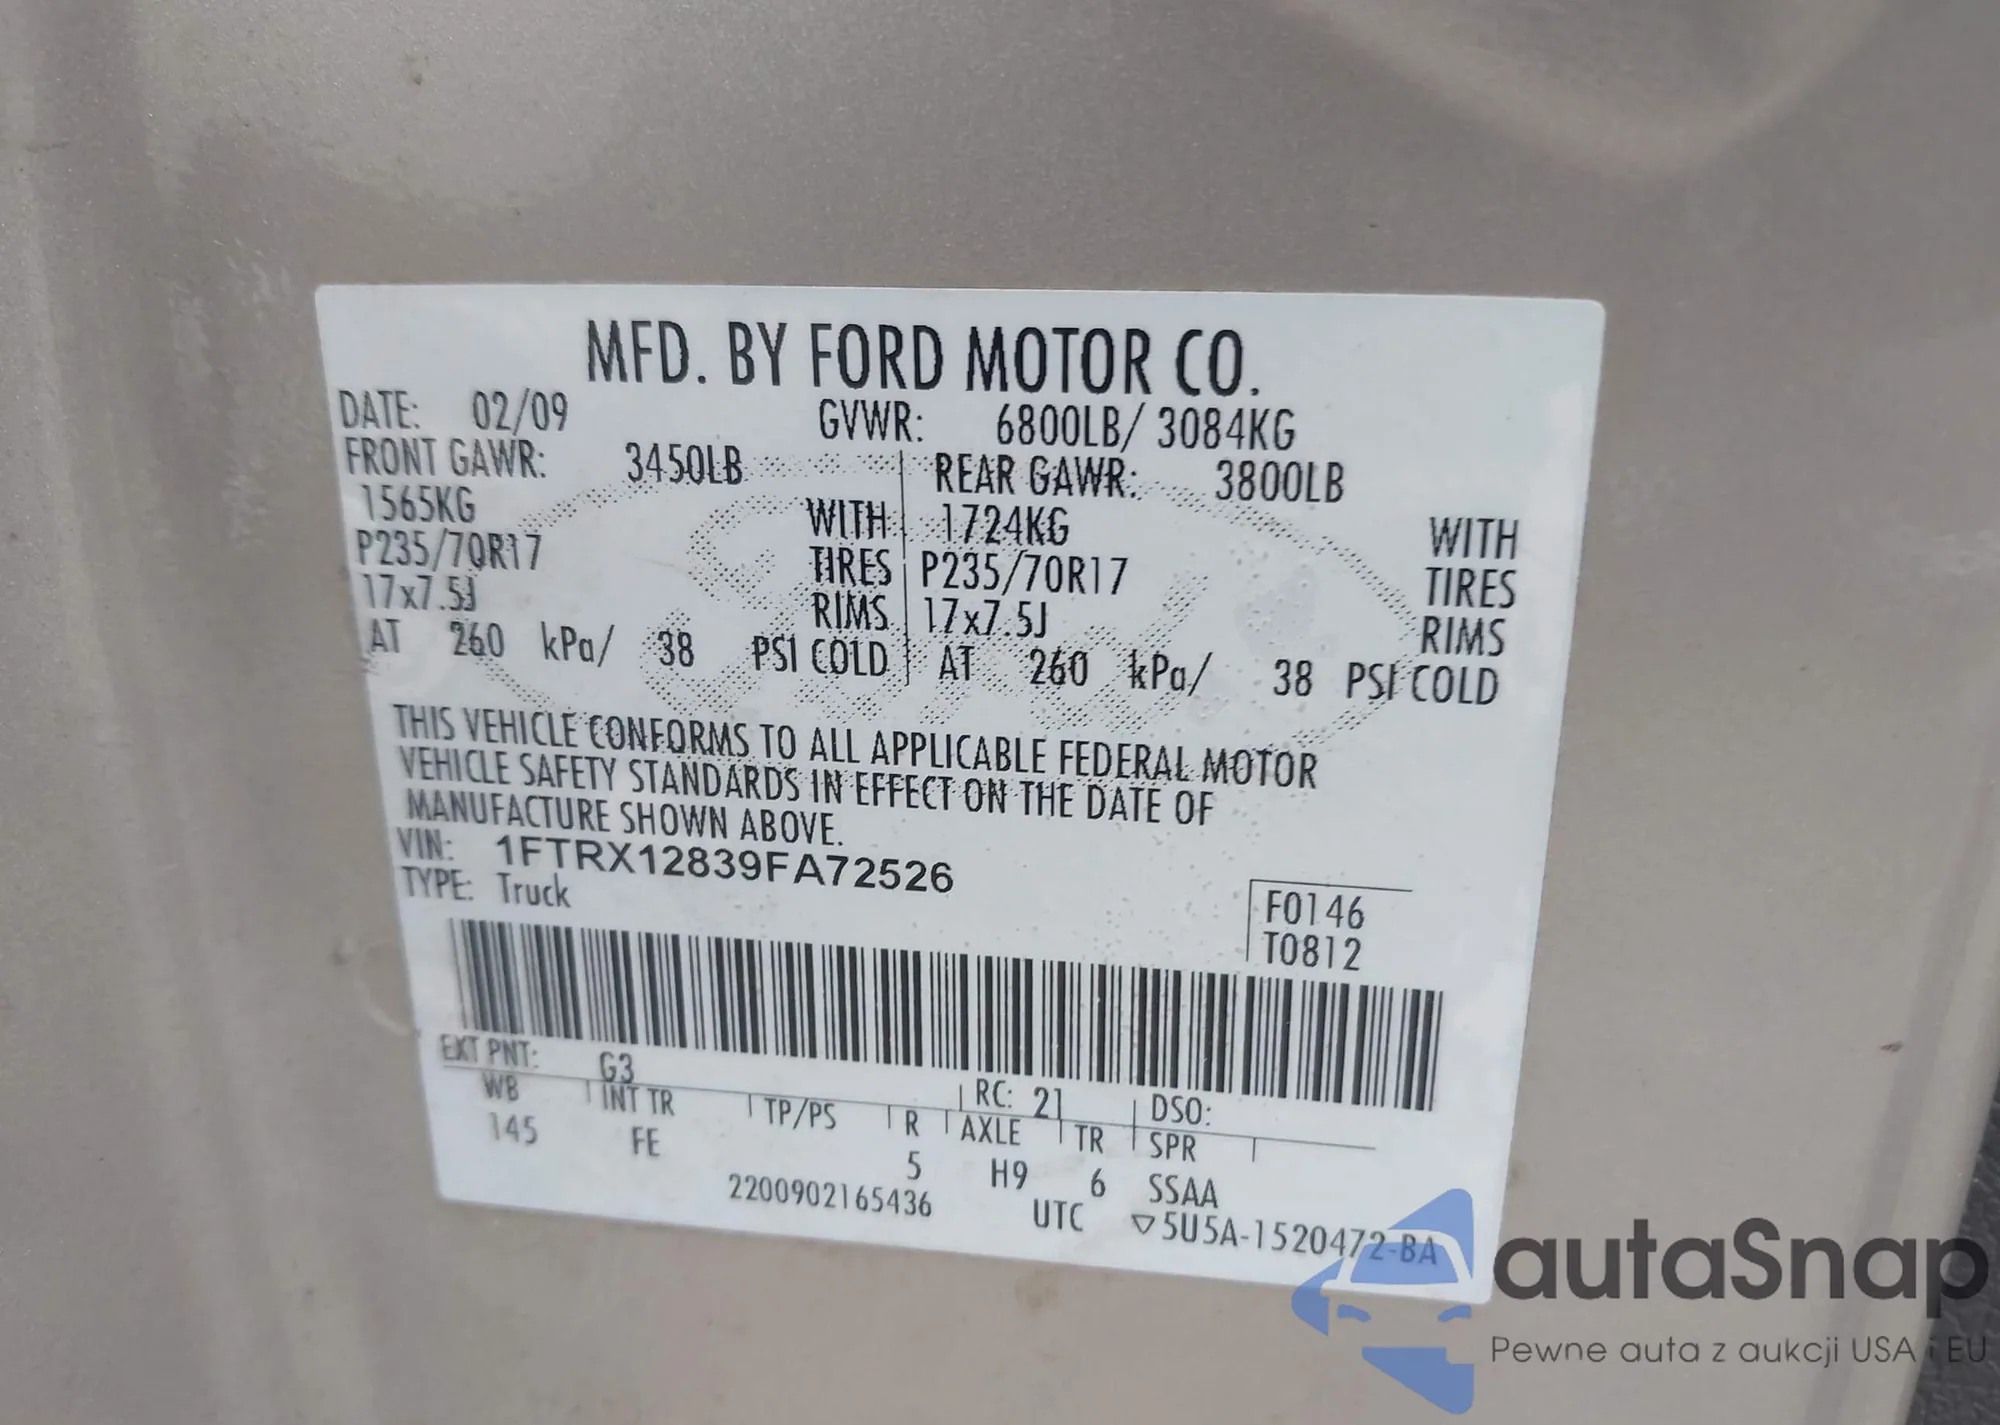 MFD. BY FORD MOTOR CO.
DATE: 02/09 GVWR: 6800LB/ 3084KG
FRONT GAWR: 3450LB REAR GAWR: 3800LB
1565KG WITH 1724KG WITH
P235/70R17 TIRES P235/70R17 TIRES
17x7.5J RIMS 17x7.5J RIMS
AT 260 kPa/ 38 PSI COLD AT 260 kPa/ 38 PSI COLD
THIS VEHICLE CONFORMS TO ALL APPLICABLE FEDERAL MOTOR
VEHICLE SAFETY STANDARDS IN EFFECT ON THE DATE OF
MANUFACTURE SHOWN ABOVE.
VIN: 1FTRX12839FA72526
TYPE: Truck
F0146
T0812
EXT PNT: G3 RC: 21 DSO:
WB INT TR TP/PS R AXLE TR SPR
145 FE 5 H9 6 SSAA
2200902165436 UTC ▽5U5A-1520472-BA
autaSnap
Pewne auta z aukcji USA i EU